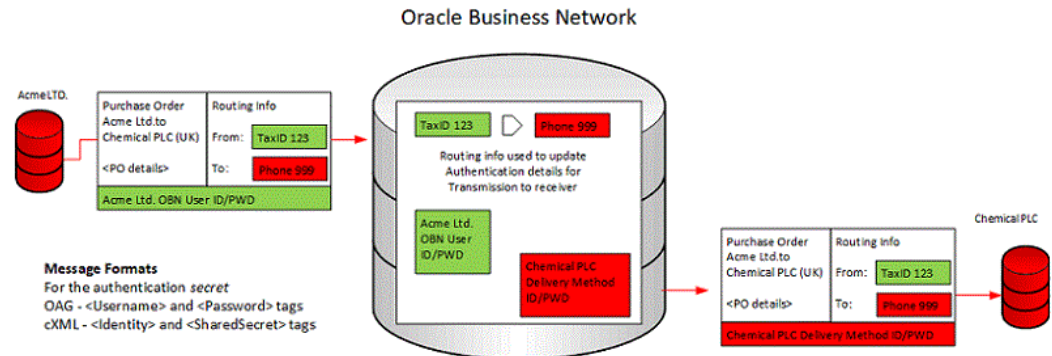 Oracle Business Network
Acme LTD.
Purchase Order
Acme Ltd.to
Chemical PLC (UK)
<PO details>
Routing Info
From: TaxID 123
To: Phone 999
Acme Ltd. OBN User ID/PWD
TaxID 123
Phone 999
Routing info used to update
Authentication details for
Transmission to receiver
Acme Ltd.
OBN User
ID/PWD
Chemical PLC
Delivery Method
ID/PWD
Message Formats
For the authentication secret
OAG - <Username> and <Password> tags
cXML - <Identity> and <SharedSecret> tags
Chemical PLC
Purchase Order
Acme Ltd.to
Chemical PLC (UK)
<PO details>
Routing Info
From: TaxID 123
To: Phone 999
Chemical PLC Delivery Method ID/PWD